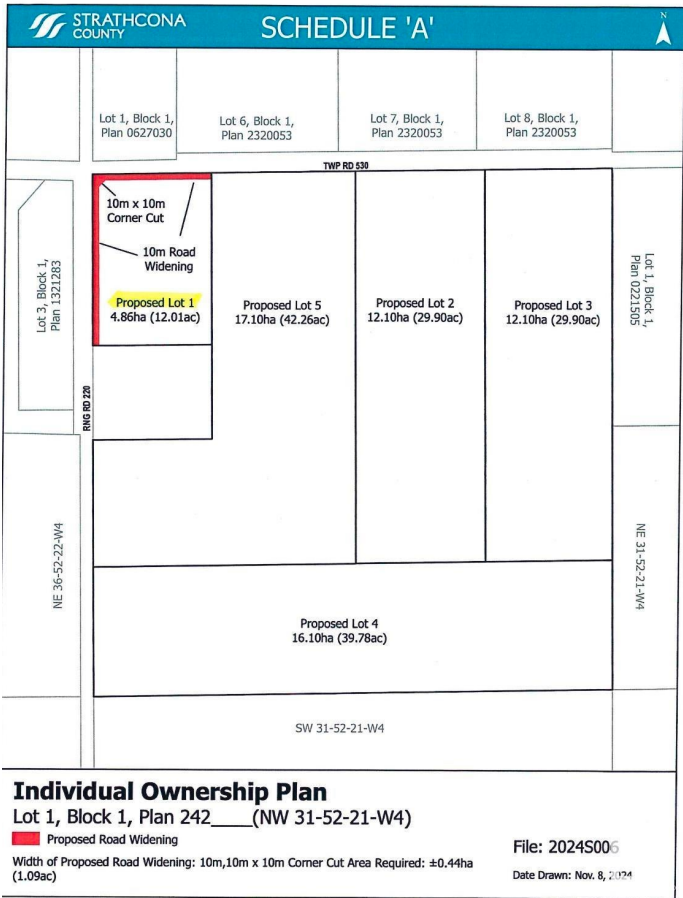 STRATHCONA
COUNTY
SCHEDULE 'A'
N
Lot 1, Block 1,
Plan 0627030
Lot 6, Block 1,
Plan 2320053
Lot 7, Block 1,
Plan 2320053
Lot 8, Block 1,
Plan 2320053
TWP RD 530
10m x 10m
Corner Cut
10m Road
Widening
Lot 3, Block 1,
Plan 1321283
Proposed Lot 1
4.86ha (12.01ac)
Proposed Lot 5
17.10ha (42.26ac)
Proposed Lot 2
12.10ha (29.90ac)
Proposed Lot 3
12.10ha (29.90ac)
Lot 1, Block 1,
Plan 0221505
RNG RD 220
NE 36-52-22-W4
NE 31-52-21-W4
Proposed Lot 4
16.10ha (39.78ac)
SW 31-52-21-W4
Individual Ownership Plan
Lot 1, Block 1, Plan 242____(NW 31-52-21-W4)
Proposed Road Widening
Width of Proposed Road Widening: 10m,10m x 10m Corner Cut Area Required: ±0.44ha
(1.09ac)
File: 2024S006
Date Drawn: Nov. 8, 2024